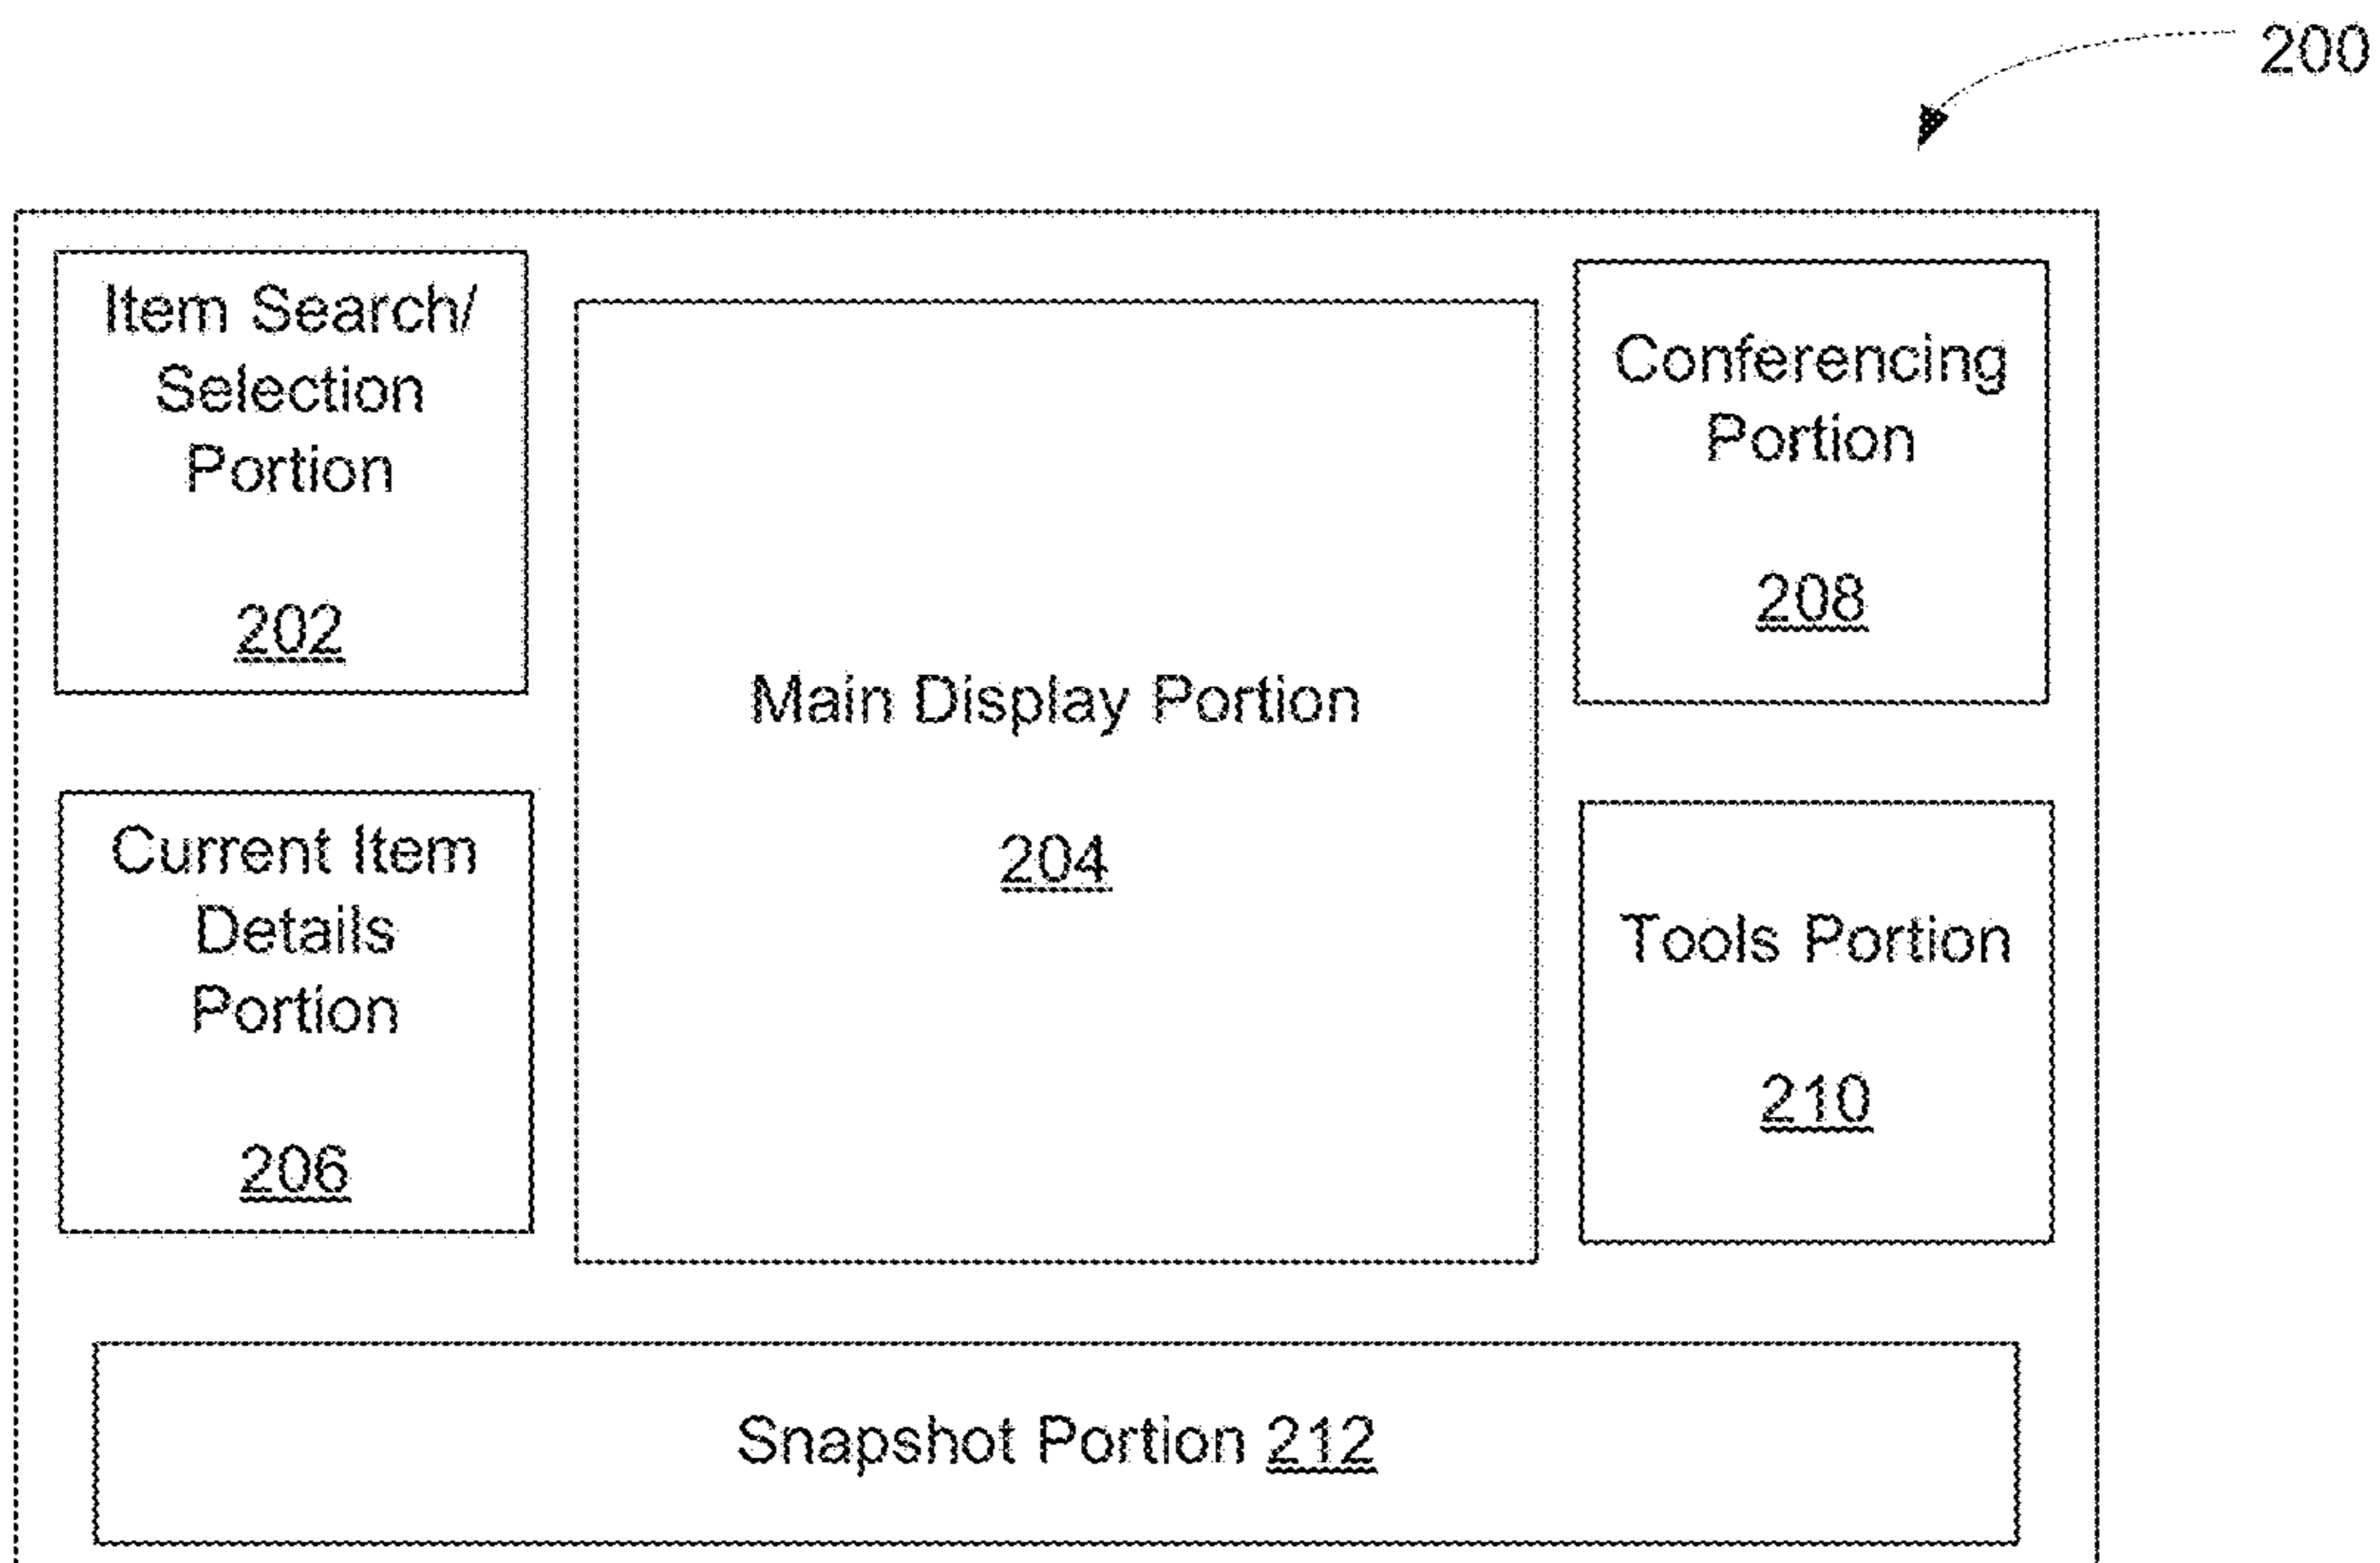 200
Item Search/
Selection
Portion
202
Main Display Portion
204
Conferencing
Portion
208
Current Item
Details
Portion
206
Tools Portion
210
Snapshot Portion 212